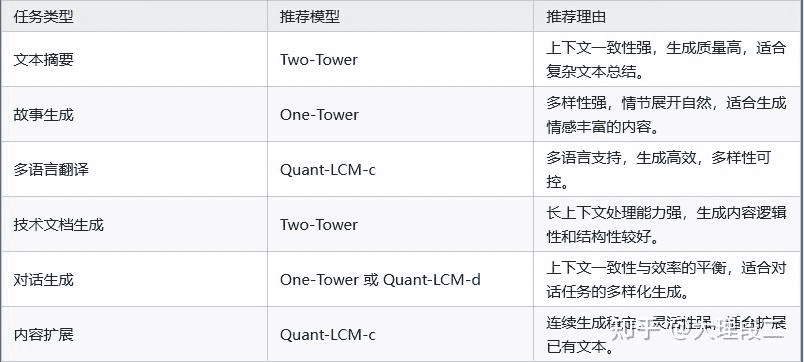 任务类型 推荐模型 推荐理由
文本摘要 Two-Tower 上下文一致性强，生成质量高，适合
复杂文本总结。
故事生成 One-Tower 多样性强，情节展开自然，适合生成
情感丰富的内容。
多语言翻译 Quant-LCM-c 多语言支持，生成高效，多样性可
控。
技术文档生成 Two-Tower 长上下文处理能力强，生成内容逻辑
性和结构性较好。
对话生成 One-Tower 或 Quant-LCM-d 上下文一致性与效率的平衡，适合对
话任务的多样化生成。
内容扩展 Quant-LCM-c 连续生成稳定，灵活性强，适合扩展
已有文本。
知乎 @大理段二